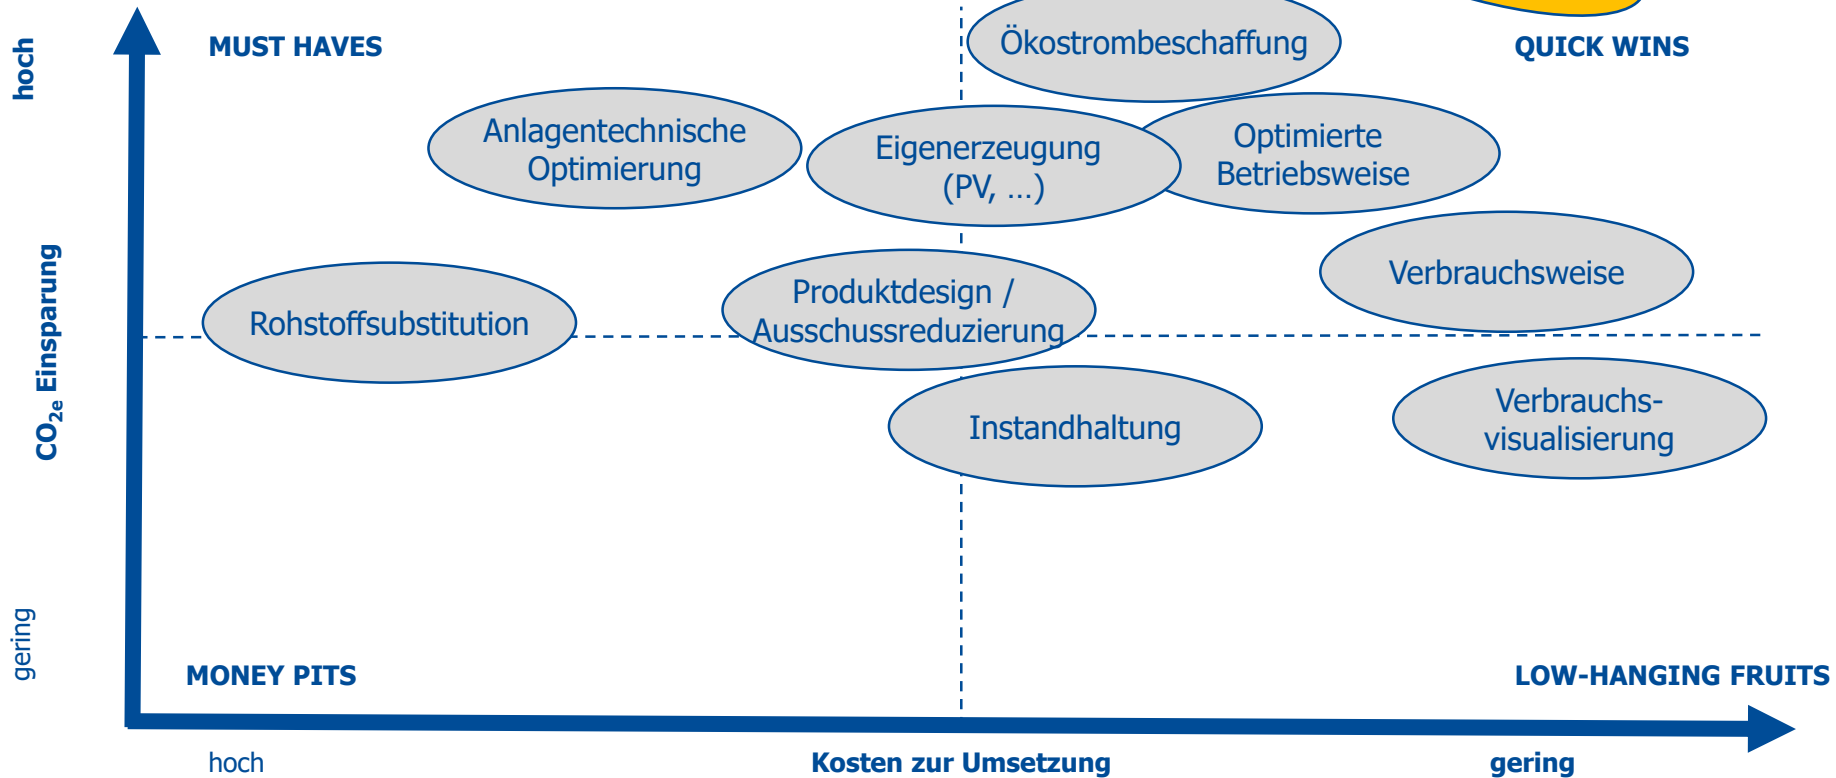 hoch
MUST HAVES
Ökostrombeschaffung
QUICK WINS
Anlagentechnische
Optimierung
Eigenerzeugung
(PV, ...)
Optimierte
Betriebsweise
CO2e Einsparung
Rohstoffsubstitution
Produktdesign /
Ausschussreduzierung
Verbrauchsweise
Instandhaltung
Verbrauchs-
visualisierung
gering
MONEY PITS
LOW-HANGING FRUITS
hoch
Kosten zur Umsetzung
gering